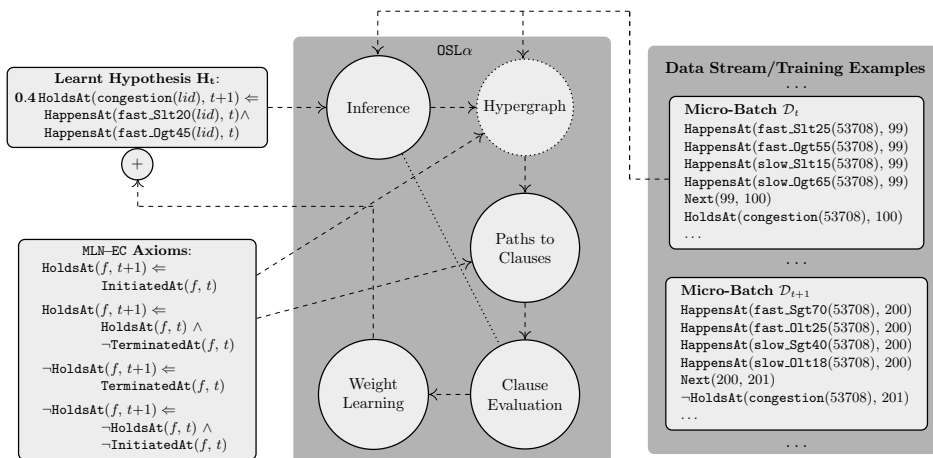 OSLα
Learnt Hypothesis Hₜ:
0.4 HoldsAt(congestion(lid), t+1) ⇐
HappensAt(fast_Slt20(lid), t)∧
HappensAt(fast_Ogt45(lid), t)
+
MLN–EC Axioms:
HoldsAt(f, t+1) ⇐
InitiatedAt(f, t)
HoldsAt(f, t+1) ⇐
HoldsAt(f, t) ∧
¬TerminatedAt(f, t)
¬HoldsAt(f, t+1) ⇐
TerminatedAt(f, t)
¬HoldsAt(f, t+1) ⇐
¬HoldsAt(f, t) ∧
¬InitiatedAt(f, t)
Inference
Hypergraph
Paths to
Clauses
Clause
Evaluation
Weight
Learning
Data Stream/Training Examples
...
Micro-Batch 𝒟ₜ
HappensAt(fast_Slt25(53708), 99)
HappensAt(fast_Ogt55(53708), 99)
HappensAt(slow_Slt15(53708), 99)
HappensAt(slow_Ogt65(53708), 99)
Next(99, 100)
HoldsAt(congestion(53708), 100)
...
...
Micro-Batch 𝒟ₜ₊₁
HappensAt(fast_Sgt70(53708), 200)
HappensAt(fast_Olt25(53708), 200)
HappensAt(slow_Sgt40(53708), 200)
HappensAt(slow_Olt18(53708), 200)
Next(200, 201)
¬HoldsAt(congestion(53708), 201)
...
...